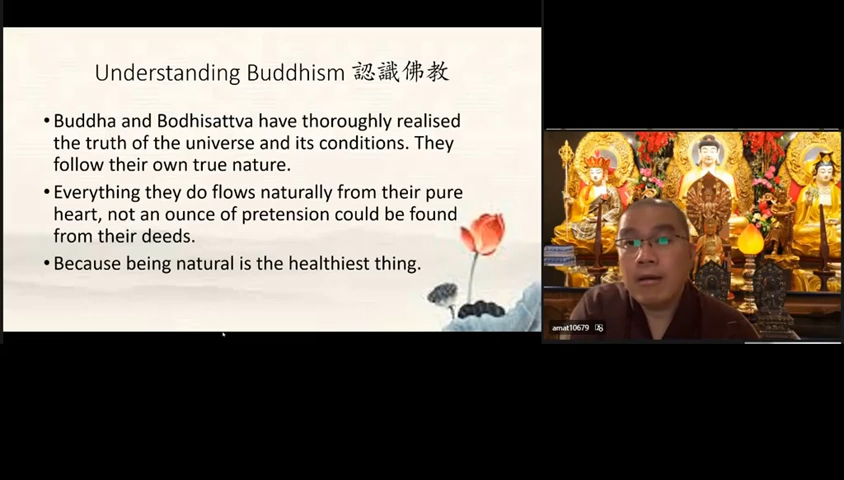 Understanding Buddhism 認識佛教
• Buddha and Bodhisattva have thoroughly realised
the truth of the universe and its conditions. They
follow their own true nature.
• Everything they do flows naturally from their pure
heart, not an ounce of pretension could be found
from their deeds.
• Because being natural is the healthiest thing.
amat10679